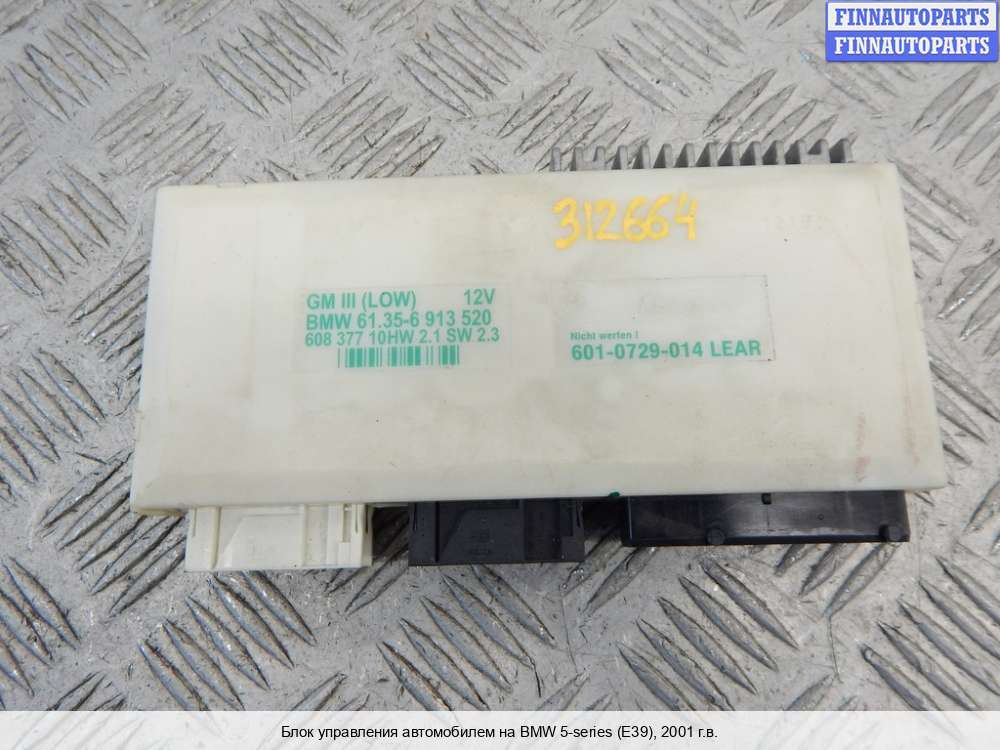 FINNAUTOPARTS
FINNAUTOPARTS
312664
GM III (LOW) 12V
BMW 61.35-6 913 520
608 377 10HW 2.1 SW 2.3
Nicht werten !
601-0729-014 LEAR
Блок управления автомобилем на BMW 5-series (E39), 2001 г.в.